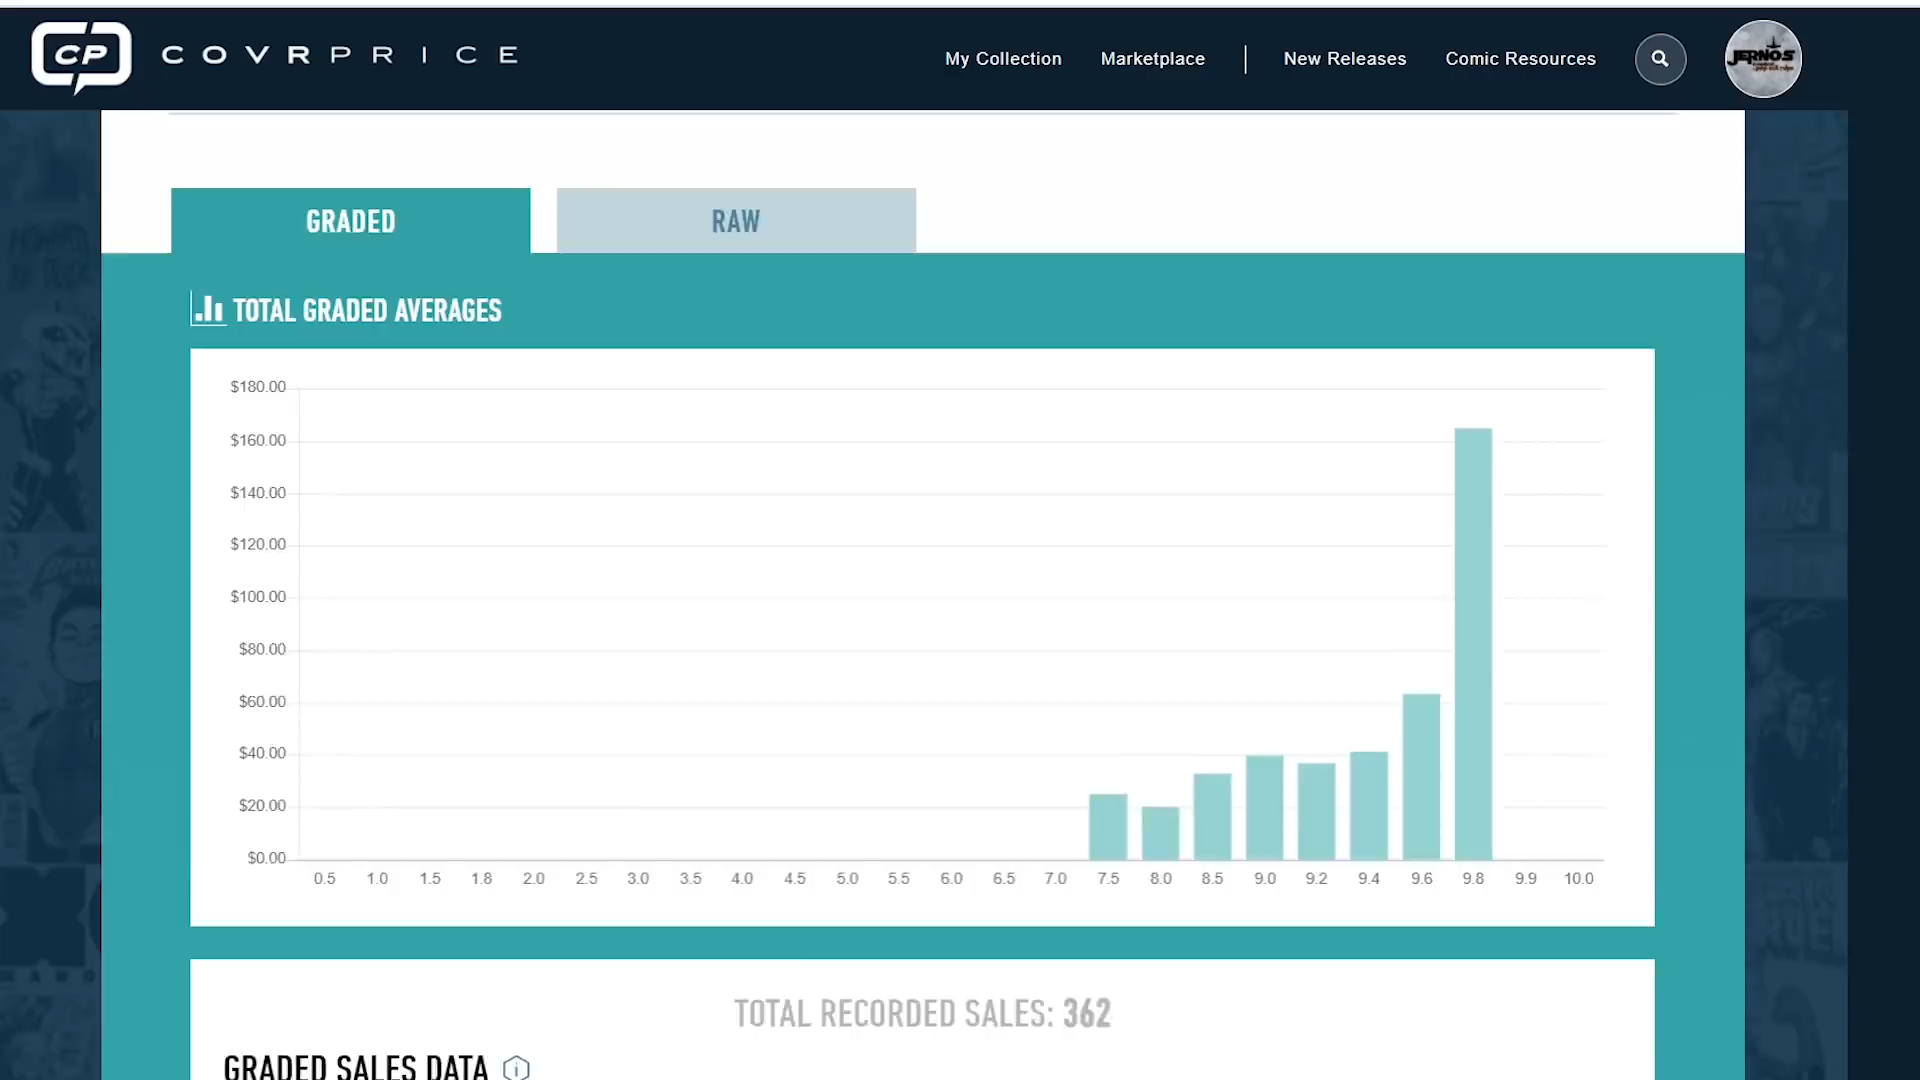 CP COVRPRICE
My Collection Marketplace New Releases Comic Resources
JERNO'S
GRADED RAW
TOTAL GRADED AVERAGES
$180.00
$160.00
$140.00
$120.00
$100.00
$80.00
$60.00
$40.00
$20.00
$0.00
0.5 1.0 1.5 1.8 2.0 2.5 3.0 3.5 4.0 4.5 5.0 5.5 6.0 6.5 7.0 7.5 8.0 8.5 9.0 9.2 9.4 9.6 9.8 9.9 10.0
TOTAL RECORDED SALES: 362
GRADED SALES DATA i